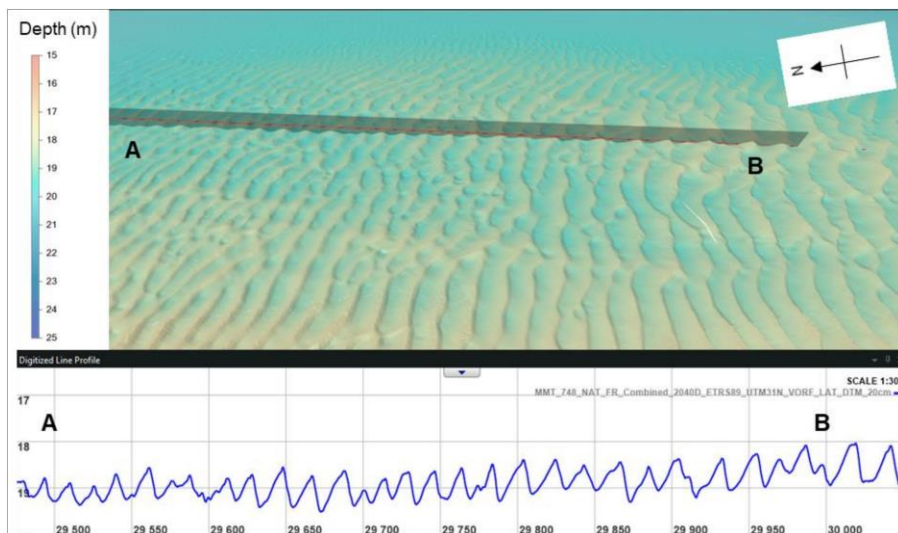 Depth (m)
15
16
17
18
19
20
21
22
23
24
25
N
A
B
Digitized Line Profile
SCALE 1:30
MMT_748_NAT_FR_Combined_2040D_ETRS89_UTM31N_VORF_LAT_DTM_20cm
17
A
B
18
19
29 500
29 550
29 600
29 650
29 700
29 750
29 800
29 850
29 900
29 950
30 000